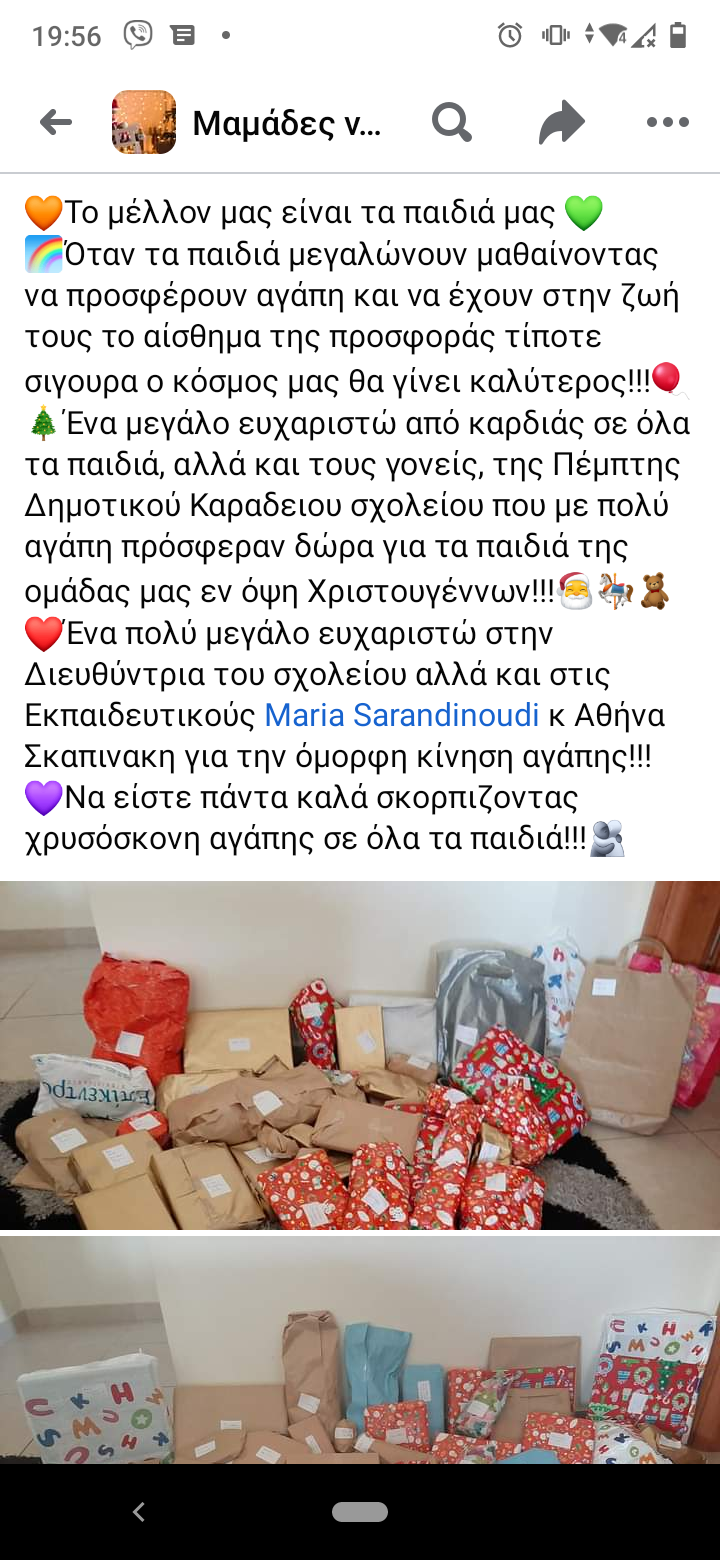 19:56
4
Μαμάδες ν...
🧡Το μέλλον μας είναι τα παιδιά μας 💚
🌈Όταν τα παιδιά μεγαλώνουν μαθαίνοντας
να προσφέρουν αγάπη και να έχουν στην ζωή
τους το αίσθημα της προσφοράς τίποτε
σιγουρα ο κόσμος μας θα γίνει καλύτερος!!!🎈
🎄Ένα μεγάλο ευχαριστώ από καρδιάς σε όλα
τα παιδιά, αλλά και τους γονείς, της Πέμπτης
Δημοτικού Καραδειου σχολείου που με πολύ
αγάπη πρόσφεραν δώρα για τα παιδιά της
ομάδας μας εν όψη Χριστουγέννων!!!🎅🎠🧸
❤️Ένα πολύ μεγάλο ευχαριστώ στην
Διευθύντρια του σχολείου αλλά και στις
Εκπαιδευτικούς Maria Sarandinoudi κ Αθήνα
Σκαπινακη για την όμορφη κίνηση αγάπης!!!
💜Να είστε πάντα καλά σκορπιζοντας
χρυσόσκονη αγάπης σε όλα τα παιδιά!!!🫂
Επίκεντρο